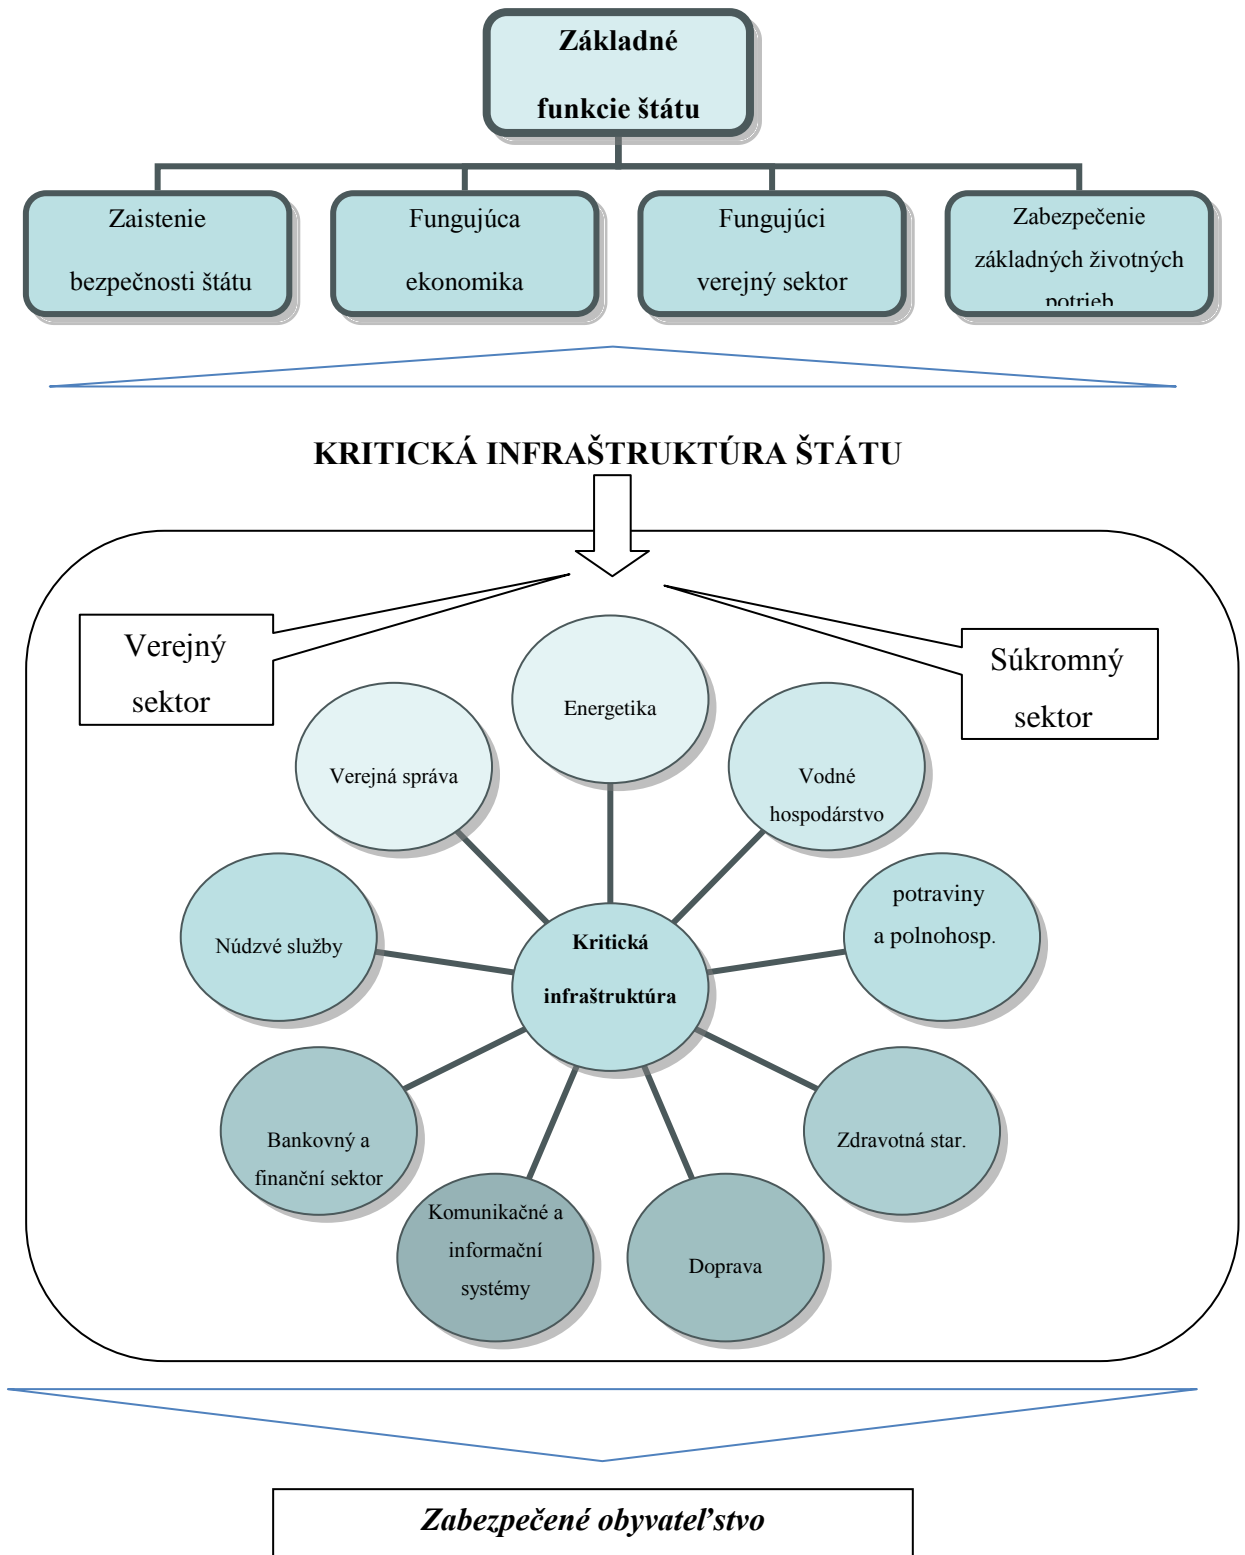 Základné
funkcie štátu
Zaistenie
bezpečnosti štátu
Fungujúca
ekonomika
Fungujúci
verejný sektor
Zabezpečenie
základných životných
potrieb
KRITICKÁ INFRAŠTRUKTÚRA ŠTÁTU
Verejný
sektor
Súkromný
sektor
Energetika
Verejná správa
Vodné
hospodárstvo
potraviny
a polnohosp.
Núdzvé služby
Kritická
infraštruktúra
Bankovný a
finanční sektor
Zdravotná star.
Komunikačné a
informační
systémy
Doprava
Zabezpečené obyvateľstvo